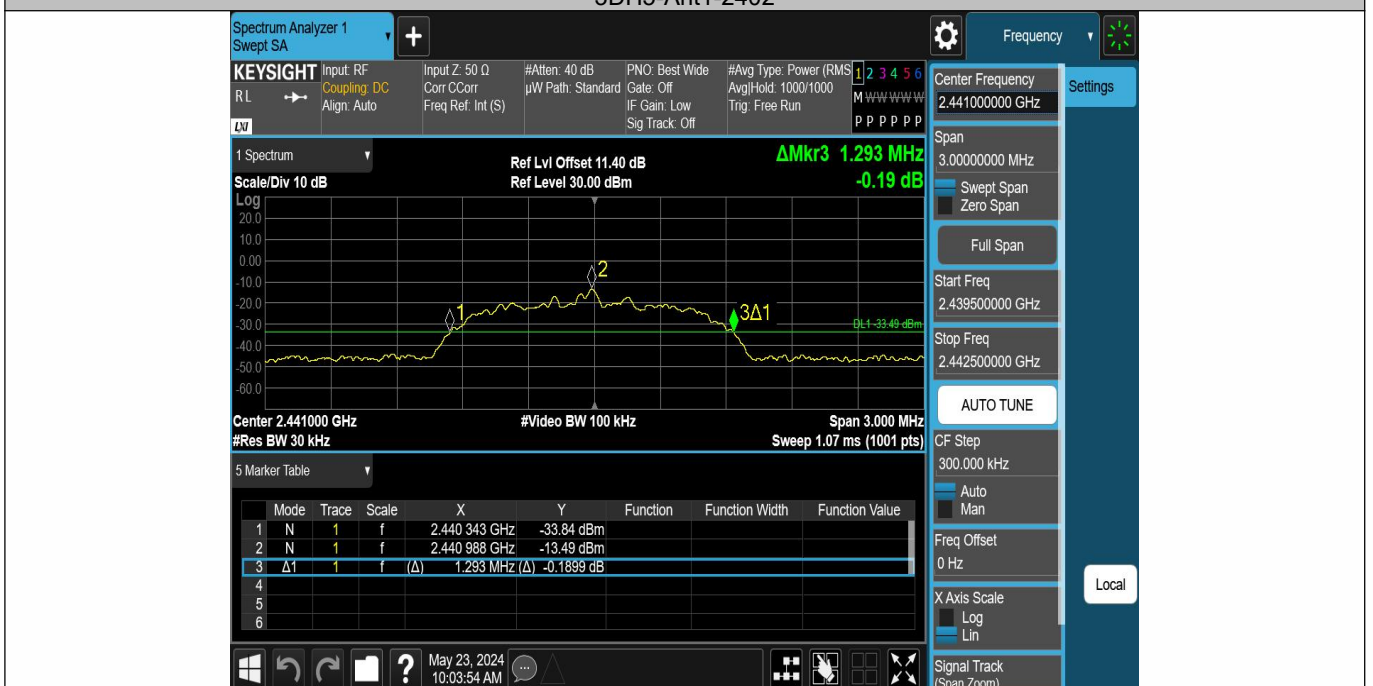 3DH5-Ant1-2402
Spectrum Analyzer 1
Swept SA
+
Frequency
KEYSIGHT
RL
LXI
Input: RF
Coupling: DC
Align: Auto
Input Z: 50 Ω
Corr CCorr
Freq Ref: Int (S)
#Atten: 40 dB
µW Path: Standard
PNO: Best Wide
Gate: Off
IF Gain: Low
Sig Track: Off
#Avg Type: Power (RMS
Avg|Hold: 1000/1000
Trig: Free Run
1 2 3 4 5 6
M W W W W W
P P P P P P
1 Spectrum
Scale/Div 10 dB
Log
Ref Lvl Offset 11.40 dB
Ref Level 30.00 dBm
ΔMkr3 1.293 MHz
-0.19 dB
20.0
10.0
0.00
-10.0
-20.0
-30.0
-40.0
-50.0
-60.0
1
2
3Δ1
DL1 -33.49 dBm
Center 2.441000 GHz
#Video BW 100 kHz
Span 3.000 MHz
#Res BW 30 kHz
Sweep 1.07 ms (1001 pts)
5 Marker Table
Mode Trace Scale X Y Function Function Width Function Value
1 N 1 f 2.440 343 GHz -33.84 dBm
2 N 1 f 2.440 988 GHz -13.49 dBm
3 Δ1 1 f (Δ) 1.293 MHz (Δ) -0.1899 dB
4
5
6
?
May 23, 2024
10:03:54 AM
Center Frequency
2.441000000 GHz
Span
3.00000000 MHz
Swept Span
Zero Span
Full Span
Start Freq
2.439500000 GHz
Stop Freq
2.442500000 GHz
AUTO TUNE
CF Step
300.000 kHz
Auto
Man
Freq Offset
0 Hz
X Axis Scale
Log
Lin
Signal Track
(Span Zoom)
Settings
Local